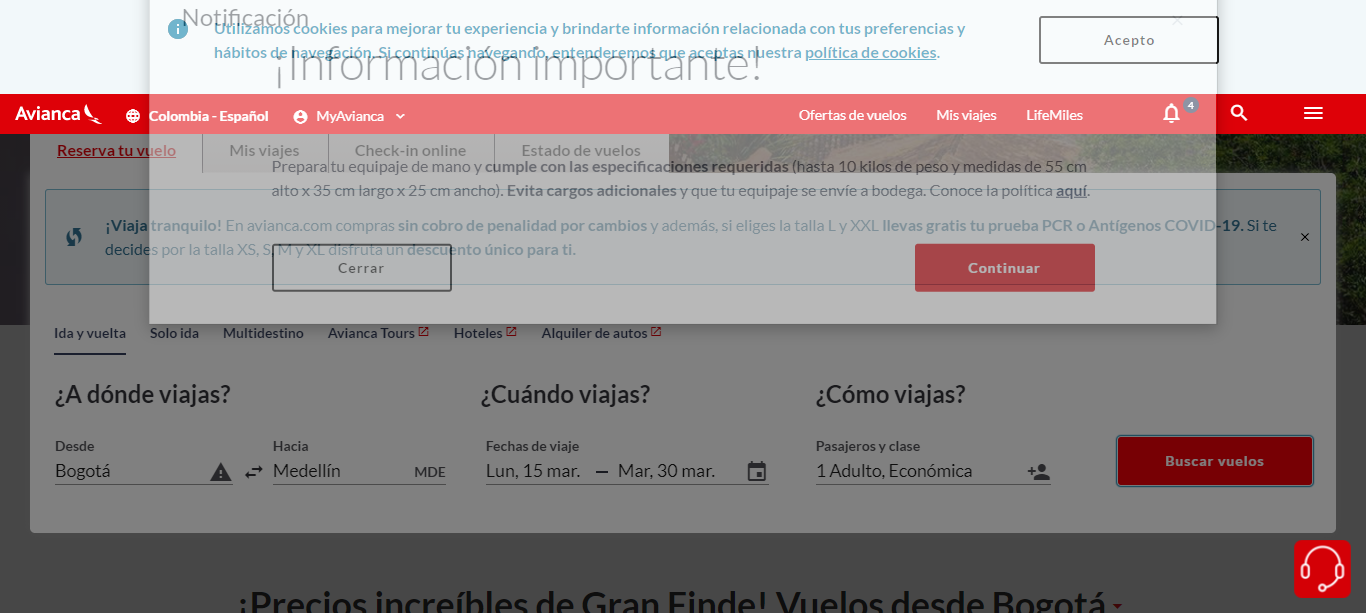 Notificación
Utilizamos cookies para mejorar tu experiencia y brindarte información relacionada con tus preferencias y
hábitos de navegación. Si continúas navegando, entenderemos que aceptas nuestra política de cookies.
Acepto
¡Información importante!
Avianca
Colombia - Español
MyAvianca
Ofertas de vuelos
Mis viajes
LifeMiles
4
Reserva tu vuelo
Mis viajes
Check-in online
Estado de vuelos
Prepara tu equipaje de mano y cumple con las especificaciones requeridas (hasta 10 kilos de peso y medidas de 55 cm
alto x 35 cm largo x 25 cm ancho). Evita cargos adicionales y que tu equipaje se envíe a bodega. Conoce la política aquí.
¡Viaja tranquilo! En avianca.com compras sin cobro de penalidad por cambios y además, si eliges la talla L y XXL llevas gratis tu prueba PCR o Antígenos COVID-19. Si te
decides por la talla XS, S, M y XL disfruta un descuento único para ti.
Cerrar
Continuar
Ida y vuelta
Solo ida
Multidestino
Avianca Tours
Hoteles
Alquiler de autos
¿A dónde viajas?
¿Cuándo viajas?
¿Cómo viajas?
Desde
Hacia
Fechas de viaje
Pasajeros y clase
Bogotá
Medellín
MDE
Lun, 15 mar. — Mar, 30 mar.
1 Adulto, Económica
Buscar vuelos
¡Precios increíbles de Gran Finde! Vuelos desde Bogotá